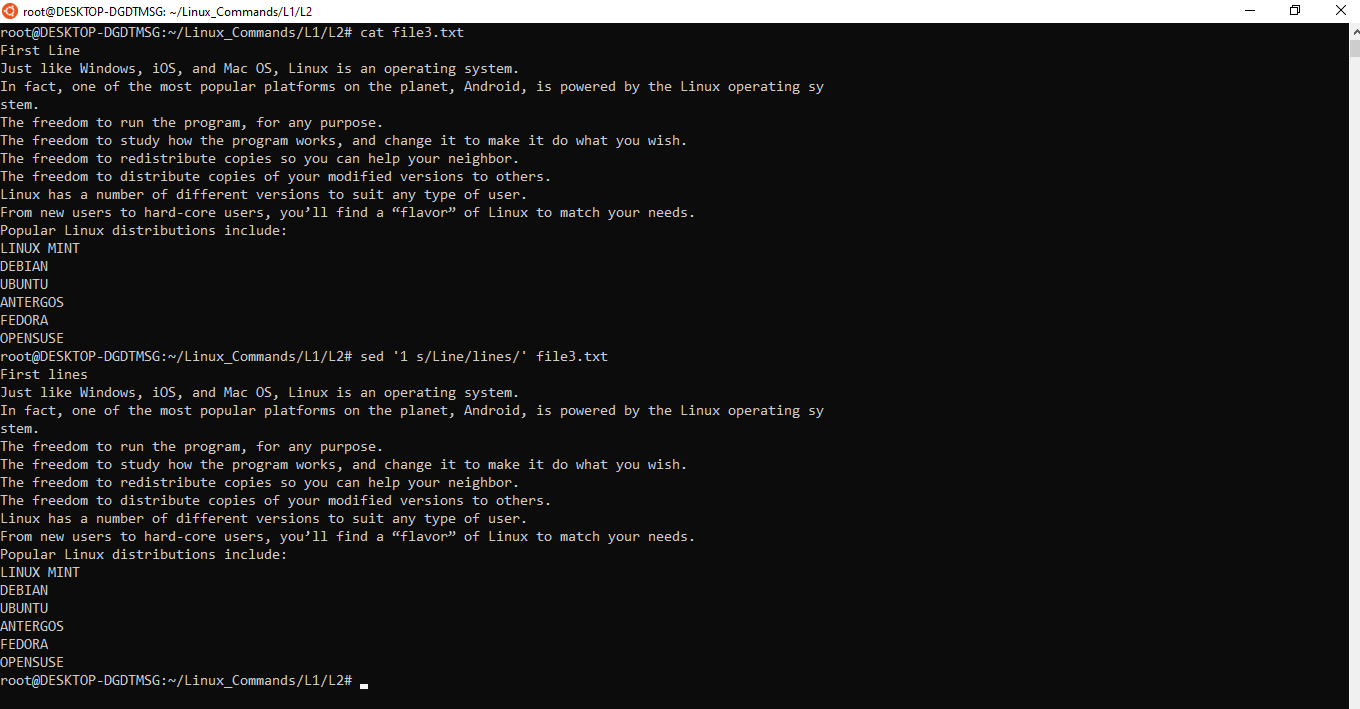 root@DESKTOP-DGDTMSG: ~/Linux_Commands/L1/L2
root@DESKTOP-DGDTMSG:~/Linux_Commands/L1/L2# cat file3.txt
First Line
Just like Windows, iOS, and Mac OS, Linux is an operating system.
In fact, one of the most popular platforms on the planet, Android, is powered by the Linux operating sy
stem.
The freedom to run the program, for any purpose.
The freedom to study how the program works, and change it to make it do what you wish.
The freedom to redistribute copies so you can help your neighbor.
The freedom to distribute copies of your modified versions to others.
Linux has a number of different versions to suit any type of user.
From new users to hard-core users, you’ll find a “flavor” of Linux to match your needs.
Popular Linux distributions include:
LINUX MINT
DEBIAN
UBUNTU
ANTERGOS
FEDORA
OPENSUSE
root@DESKTOP-DGDTMSG:~/Linux_Commands/L1/L2# sed '1 s/Line/lines/' file3.txt
First lines
Just like Windows, iOS, and Mac OS, Linux is an operating system.
In fact, one of the most popular platforms on the planet, Android, is powered by the Linux operating sy
stem.
The freedom to run the program, for any purpose.
The freedom to study how the program works, and change it to make it do what you wish.
The freedom to redistribute copies so you can help your neighbor.
The freedom to distribute copies of your modified versions to others.
Linux has a number of different versions to suit any type of user.
From new users to hard-core users, you’ll find a “flavor” of Linux to match your needs.
Popular Linux distributions include:
LINUX MINT
DEBIAN
UBUNTU
ANTERGOS
FEDORA
OPENSUSE
root@DESKTOP-DGDTMSG:~/Linux_Commands/L1/L2#